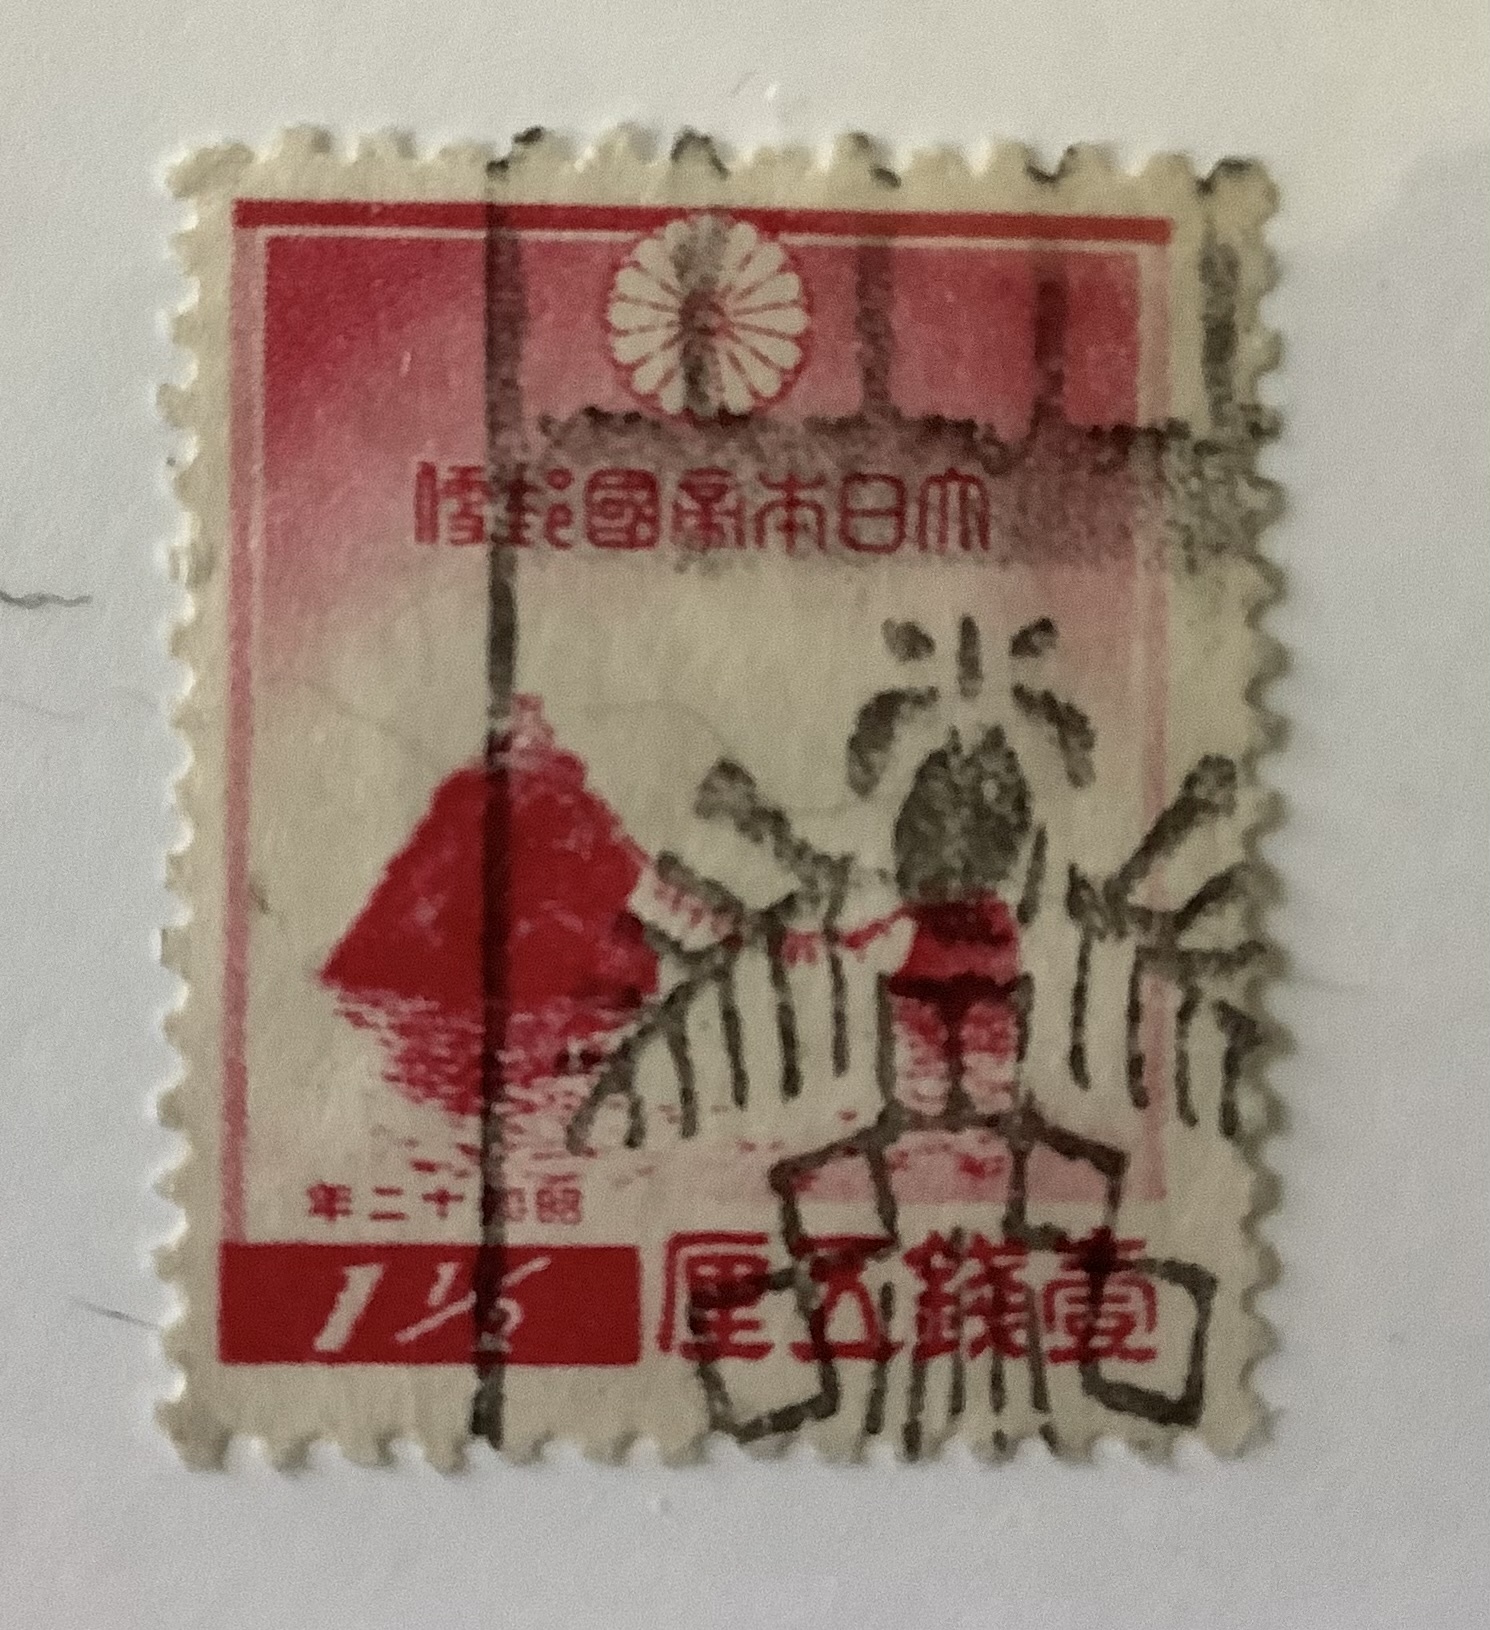 大日本帝國郵便
昭和十二年
1½
壹錢五厘